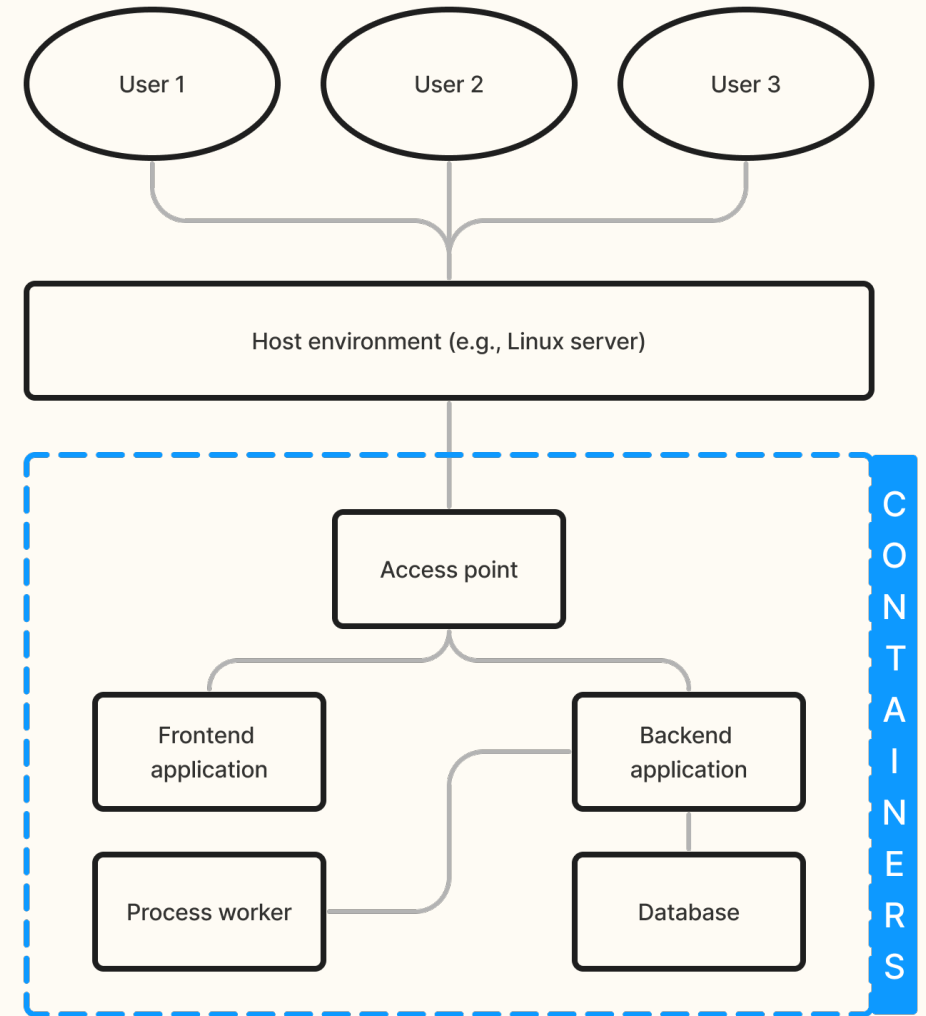 User 1
User 2
User 3
Host environment (e.g., Linux server)
CONTAINERS
Access point
Frontend
application
Backend
application
Process worker
Database